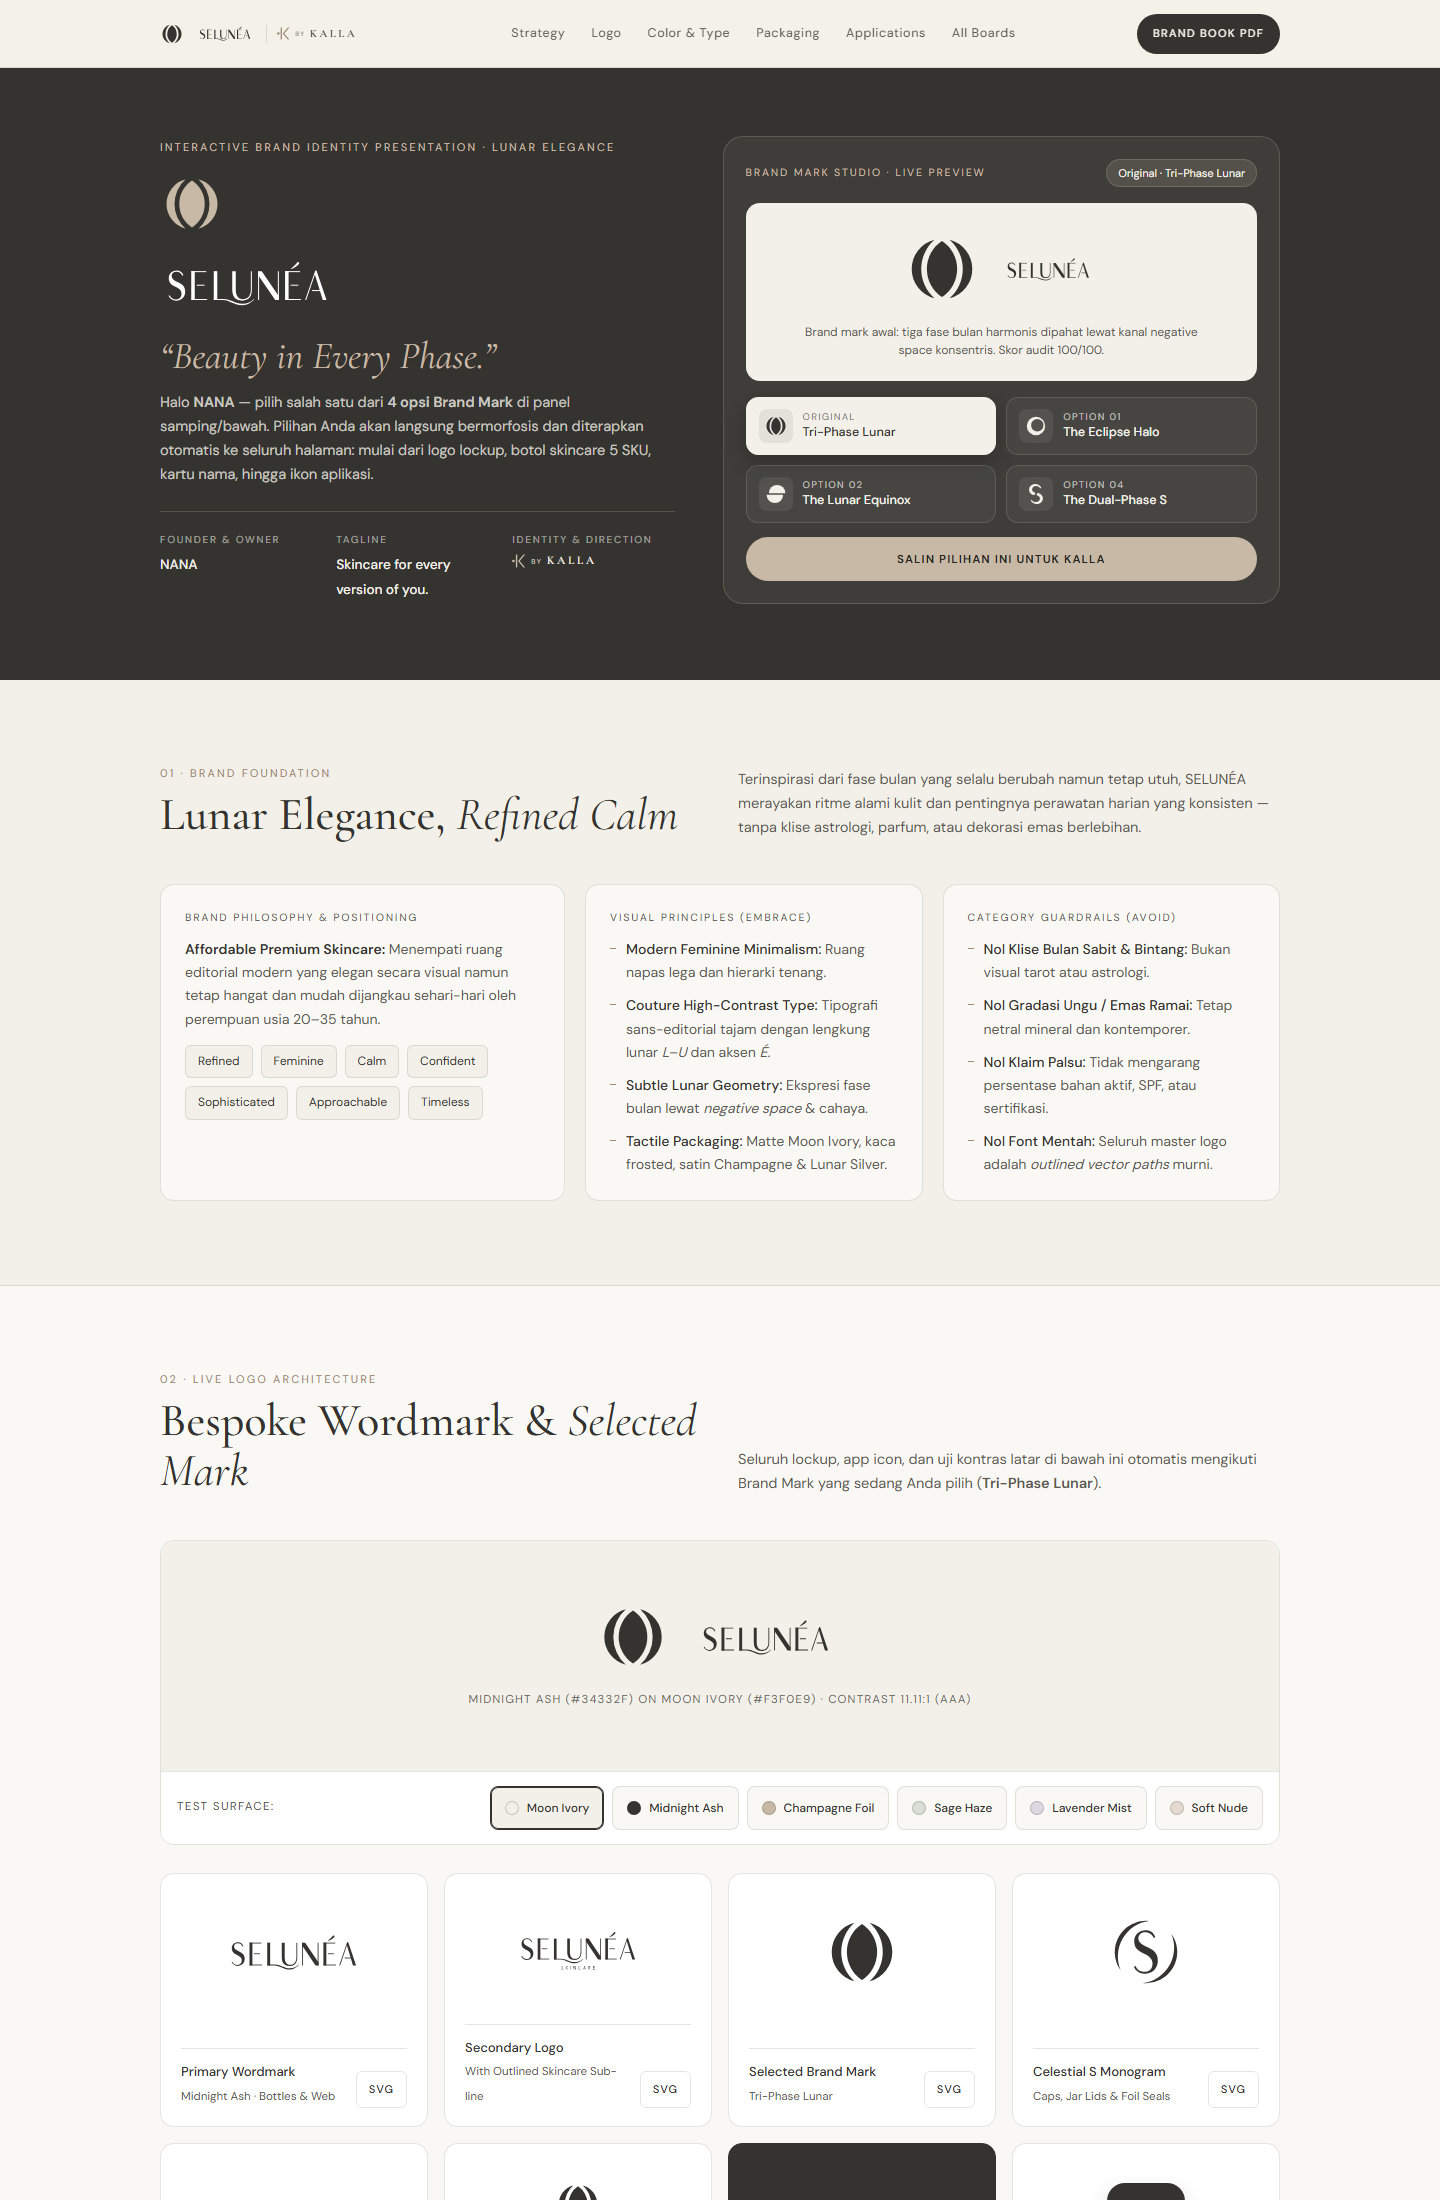 SELUNÉA
BY KALLA
Strategy
Logo
Color & Type
Packaging
Applications
All Boards
BRAND BOOK PDF
INTERACTIVE BRAND IDENTITY PRESENTATION · LUNAR ELEGANCE
SELUNÉA
“Beauty in Every Phase.”
Halo NANA — pilih salah satu dari 4 opsi Brand Mark di panel
samping/bawah. Pilihan Anda akan langsung bermorfosis dan diterapkan
otomatis ke seluruh halaman: mulai dari logo lockup, botol skincare 5 SKU,
kartu nama, hingga ikon aplikasi.
FOUNDER & OWNER
NANA
TAGLINE
Skincare for every
version of you.
IDENTITY & DIRECTION
BY KALLA
BRAND MARK STUDIO · LIVE PREVIEW
Original · Tri-Phase Lunar
SELUNÉA
Brand mark awal: tiga fase bulan harmonis dipahat lewat kanal negative
space konsentris. Skor audit 100/100.
ORIGINAL
Tri-Phase Lunar
OPTION 01
The Eclipse Halo
OPTION 02
The Lunar Equinox
OPTION 04
The Dual-Phase S
SALIN PILIHAN INI UNTUK KALLA
01 · BRAND FOUNDATION
Lunar Elegance, Refined Calm
Terinspirasi dari fase bulan yang selalu berubah namun tetap utuh, SELUNÉA
merayakan ritme alami kulit dan pentingnya perawatan harian yang konsisten —
tanpa klise astrologi, parfum, atau dekorasi emas berlebihan.
BRAND PHILOSOPHY & POSITIONING
Affordable Premium Skincare: Menempati ruang
editorial modern yang elegan secara visual namun
tetap hangat dan mudah dijangkau sehari-hari oleh
perempuan usia 20–35 tahun.
Refined
Feminine
Calm
Confident
Sophisticated
Approachable
Timeless
VISUAL PRINCIPLES (EMBRACE)
– Modern Feminine Minimalism: Ruang
napas lega dan hierarki tenang.
– Couture High-Contrast Type: Tipografi
sans-editorial tajam dengan lengkung
lunar L–U dan aksen É.
– Subtle Lunar Geometry: Ekspresi fase
bulan lewat negative space & cahaya.
– Tactile Packaging: Matte Moon Ivory, kaca
frosted, satin Champagne & Lunar Silver.
CATEGORY GUARDRAILS (AVOID)
– Nol Klise Bulan Sabit & Bintang: Bukan
visual tarot atau astrologi.
– Nol Gradasi Ungu / Emas Ramai: Tetap
netral mineral dan kontemporer.
– Nol Klaim Palsu: Tidak mengarang
persentase bahan aktif, SPF, atau
sertifikasi.
– Nol Font Mentah: Seluruh master logo
adalah outlined vector paths murni.
02 · LIVE LOGO ARCHITECTURE
Bespoke Wordmark & Selected
Mark
Seluruh lockup, app icon, dan uji kontras latar di bawah ini otomatis mengikuti
Brand Mark yang sedang Anda pilih (Tri-Phase Lunar).
SELUNÉA
MIDNIGHT ASH (#34332F) ON MOON IVORY (#F3F0E9) · CONTRAST 11.11:1 (AAA)
TEST SURFACE:
Moon Ivory
Midnight Ash
Champagne Foil
Sage Haze
Lavender Mist
Soft Nude
SELUNÉA
Primary Wordmark
Midnight Ash · Bottles & Web
SVG
SELUNÉA
SKINCARE
Secondary Logo
With Outlined Skincare Sub-
line
SVG
Selected Brand Mark
Tri-Phase Lunar
SVG
S
Celestial S Monogram
Caps, Jar Lids & Foil Seals
SVG